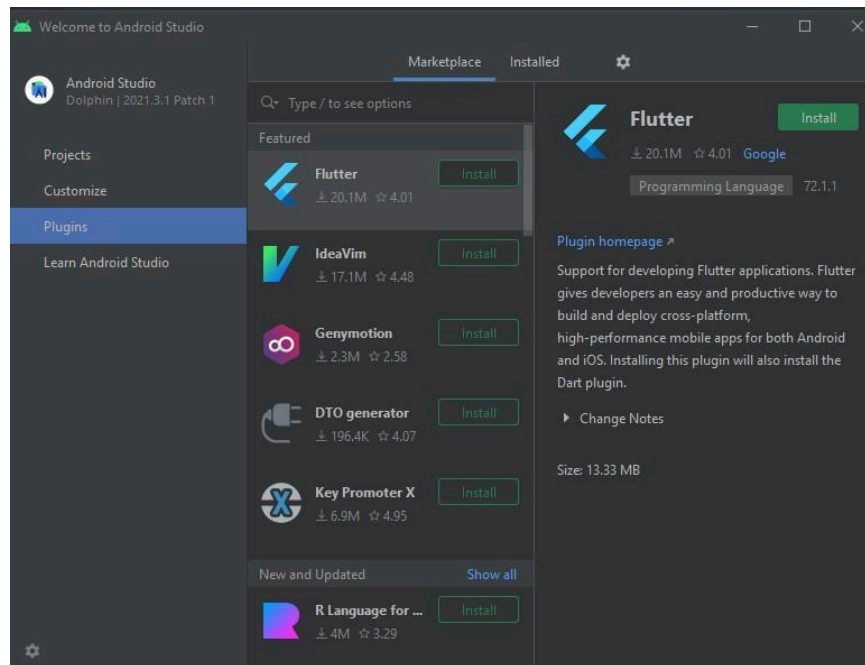 Welcome to Android Studio
Android Studio
Dolphin | 2021.3.1 Patch 1
Projects
Customize
Plugins
Learn Android Studio
Marketplace
Installed
Type / to see options
Featured
Flutter
20.1M 4.01
Install
IdeaVim
17.1M 4.48
Install
Genymotion
2.3M 2.58
Install
DTO generator
196.4K 4.07
Install
Key Promoter X
6.9M 4.95
Install
New and Updated
Show all
R Language for ...
4M 3.29
Install
Flutter
Install
20.1M 4.01 Google
Programming Language 72.1.1
Plugin homepage
Support for developing Flutter applications. Flutter
gives developers an easy and productive way to
build and deploy cross-platform,
high-performance mobile apps for both Android
and iOS. Installing this plugin will also install the
Dart plugin.
Change Notes
Size: 13.33 MB